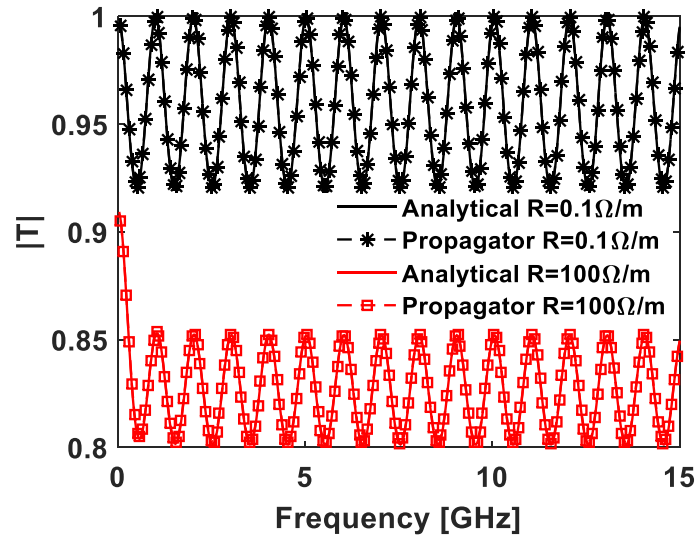 1
0.95
0.9
0.85
0.8
|T|
Analytical R=0.1Ω/m
Propagator R=0.1Ω/m
Analytical R=100Ω/m
Propagator R=100Ω/m
0 5 10 15
Frequency [GHz]